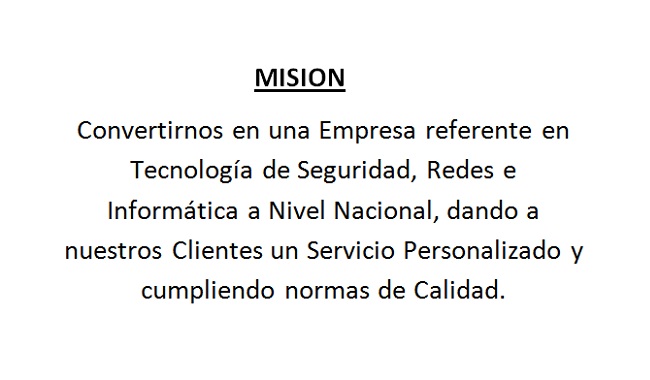 MISION
Convertirnos en una Empresa referente en
Tecnología de Seguridad, Redes e
Informática a Nivel Nacional, dando a
nuestros Clientes un Servicio Personalizado y
cumpliendo normas de Calidad.